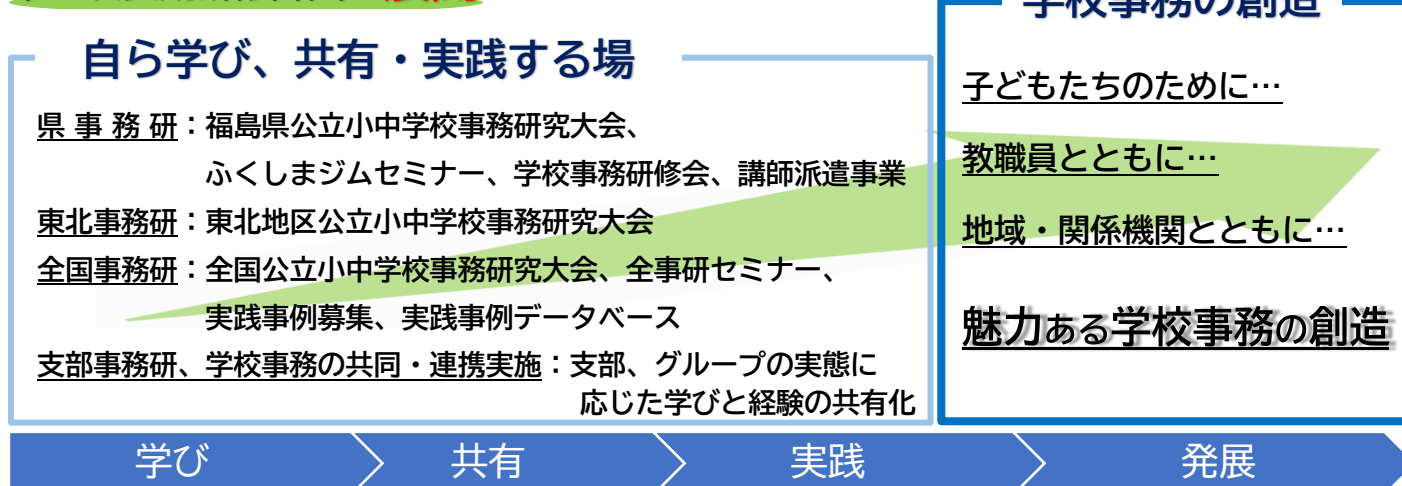 自ら学び、共有・実践する場
県事務研：福島県公立小中学校事務研究大会、
ふくしまジムセミナー、学校事務研修会、講師派遣事業
東北事務研：東北地区公立小中学校事務研究大会
全国事務研：全国公立小中学校事務研究大会、全事研セミナー、
実践事例募集、実践事例データベース
支部事務研、学校事務の共同・連携実施：支部、グループの実態に
応じた学びと経験の共有化
学校事務の創造
子どもたちのために…
教職員とともに…
地域・関係機関とともに…
魅力ある学校事務の創造
学び
共有
実践
発展